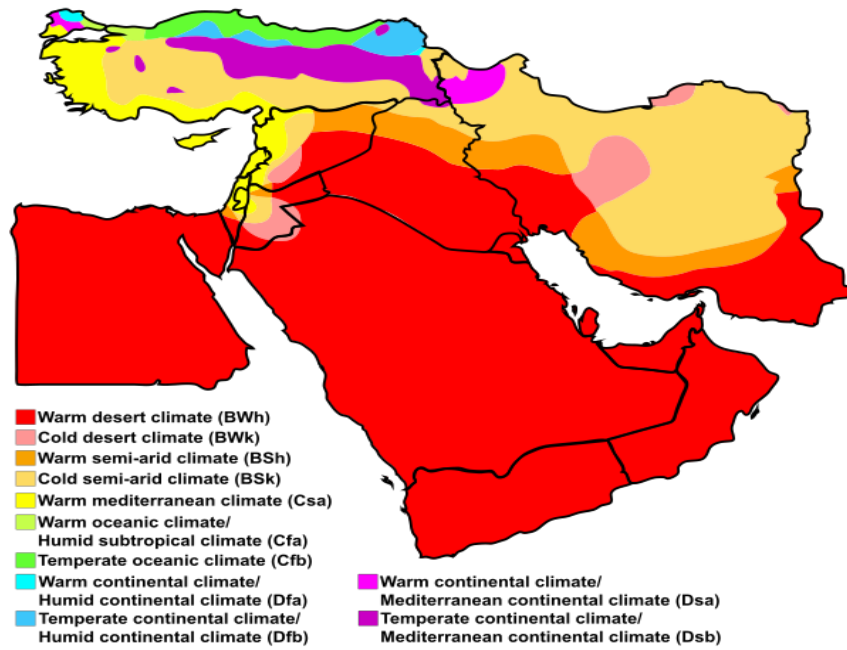 Warm desert climate (BWh)
Cold desert climate (BWk)
Warm semi-arid climate (BSh)
Cold semi-arid climate (BSk)
Warm mediterranean climate (Csa)
Warm oceanic climate/
Humid subtropical climate (Cfa)
Temperate oceanic climate (Cfb)
Warm continental climate/
Humid continental climate (Dfa)
Temperate continental climate/
Humid continental climate (Dfb)
Warm continental climate/
Mediterranean continental climate (Dsa)
Temperate continental climate/
Mediterranean continental climate (Dsb)